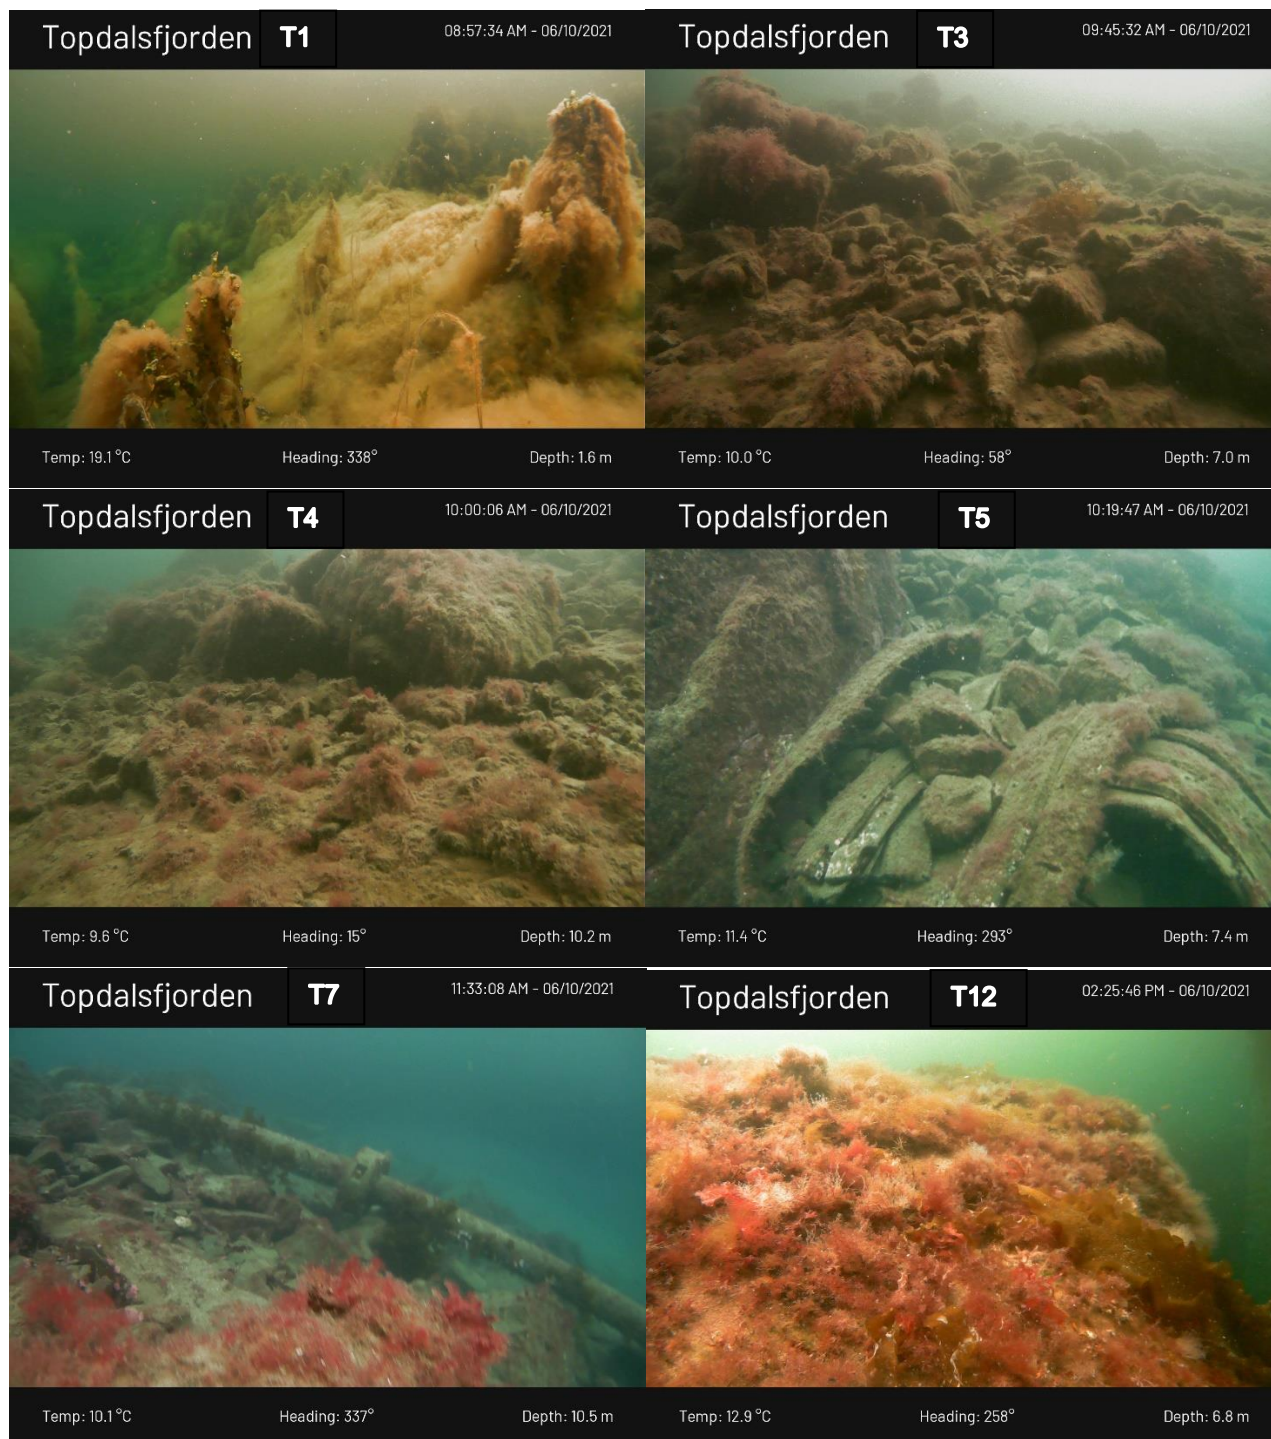 Topdalsfjorden T1 08:57:34 AM - 06/10/2021
Temp: 19.1 °C Heading: 338° Depth: 1.6 m
Topdalsfjorden T3 09:45:32 AM - 06/10/2021
Temp: 10.0 °C Heading: 58° Depth: 7.0 m
Topdalsfjorden T4 10:00:06 AM - 06/10/2021
Temp: 9.6 °C Heading: 15° Depth: 10.2 m
Topdalsfjorden T5 10:19:47 AM - 06/10/2021
Temp: 11.4 °C Heading: 293° Depth: 7.4 m
Topdalsfjorden T7 11:33:08 AM - 06/10/2021
Temp: 10.1 °C Heading: 337° Depth: 10.5 m
Topdalsfjorden T12 02:25:46 PM - 06/10/2021
Temp: 12.9 °C Heading: 258° Depth: 6.8 m